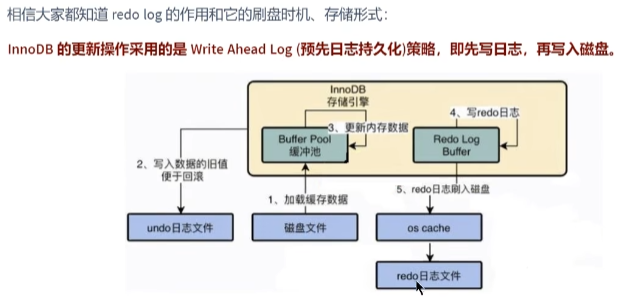 相信大家都知道 redo log 的作用和它的刷盘时机、存储形式：
InnoDB 的更新操作采用的是 Write Ahead Log (预先日志持久化)策略，即先写日志，再写入磁盘。
InnoDB
存储引擎
4、写redo日志
3、更新内存数据
Buffer Pool
缓冲池
Redo Log
Buffer
2、写入数据的旧值
便于回滚
1、加载缓存数据
5、redo日志刷入磁盘
undo日志文件
磁盘文件
os cache
redo日志文件